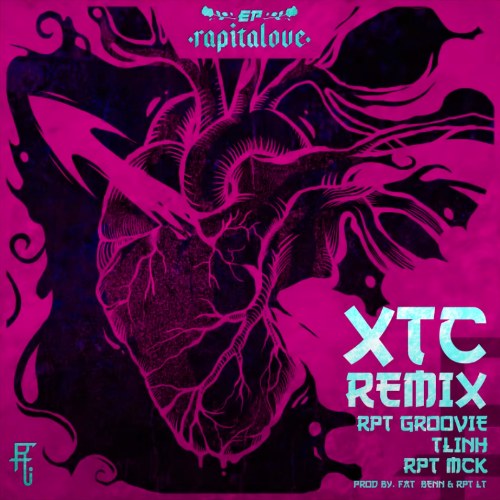 EP
rapitalove
XTC
REMIX
RPT GROOVIE
TLINH
RPT MCK
PROD BY. FAT BENN & RPT LT